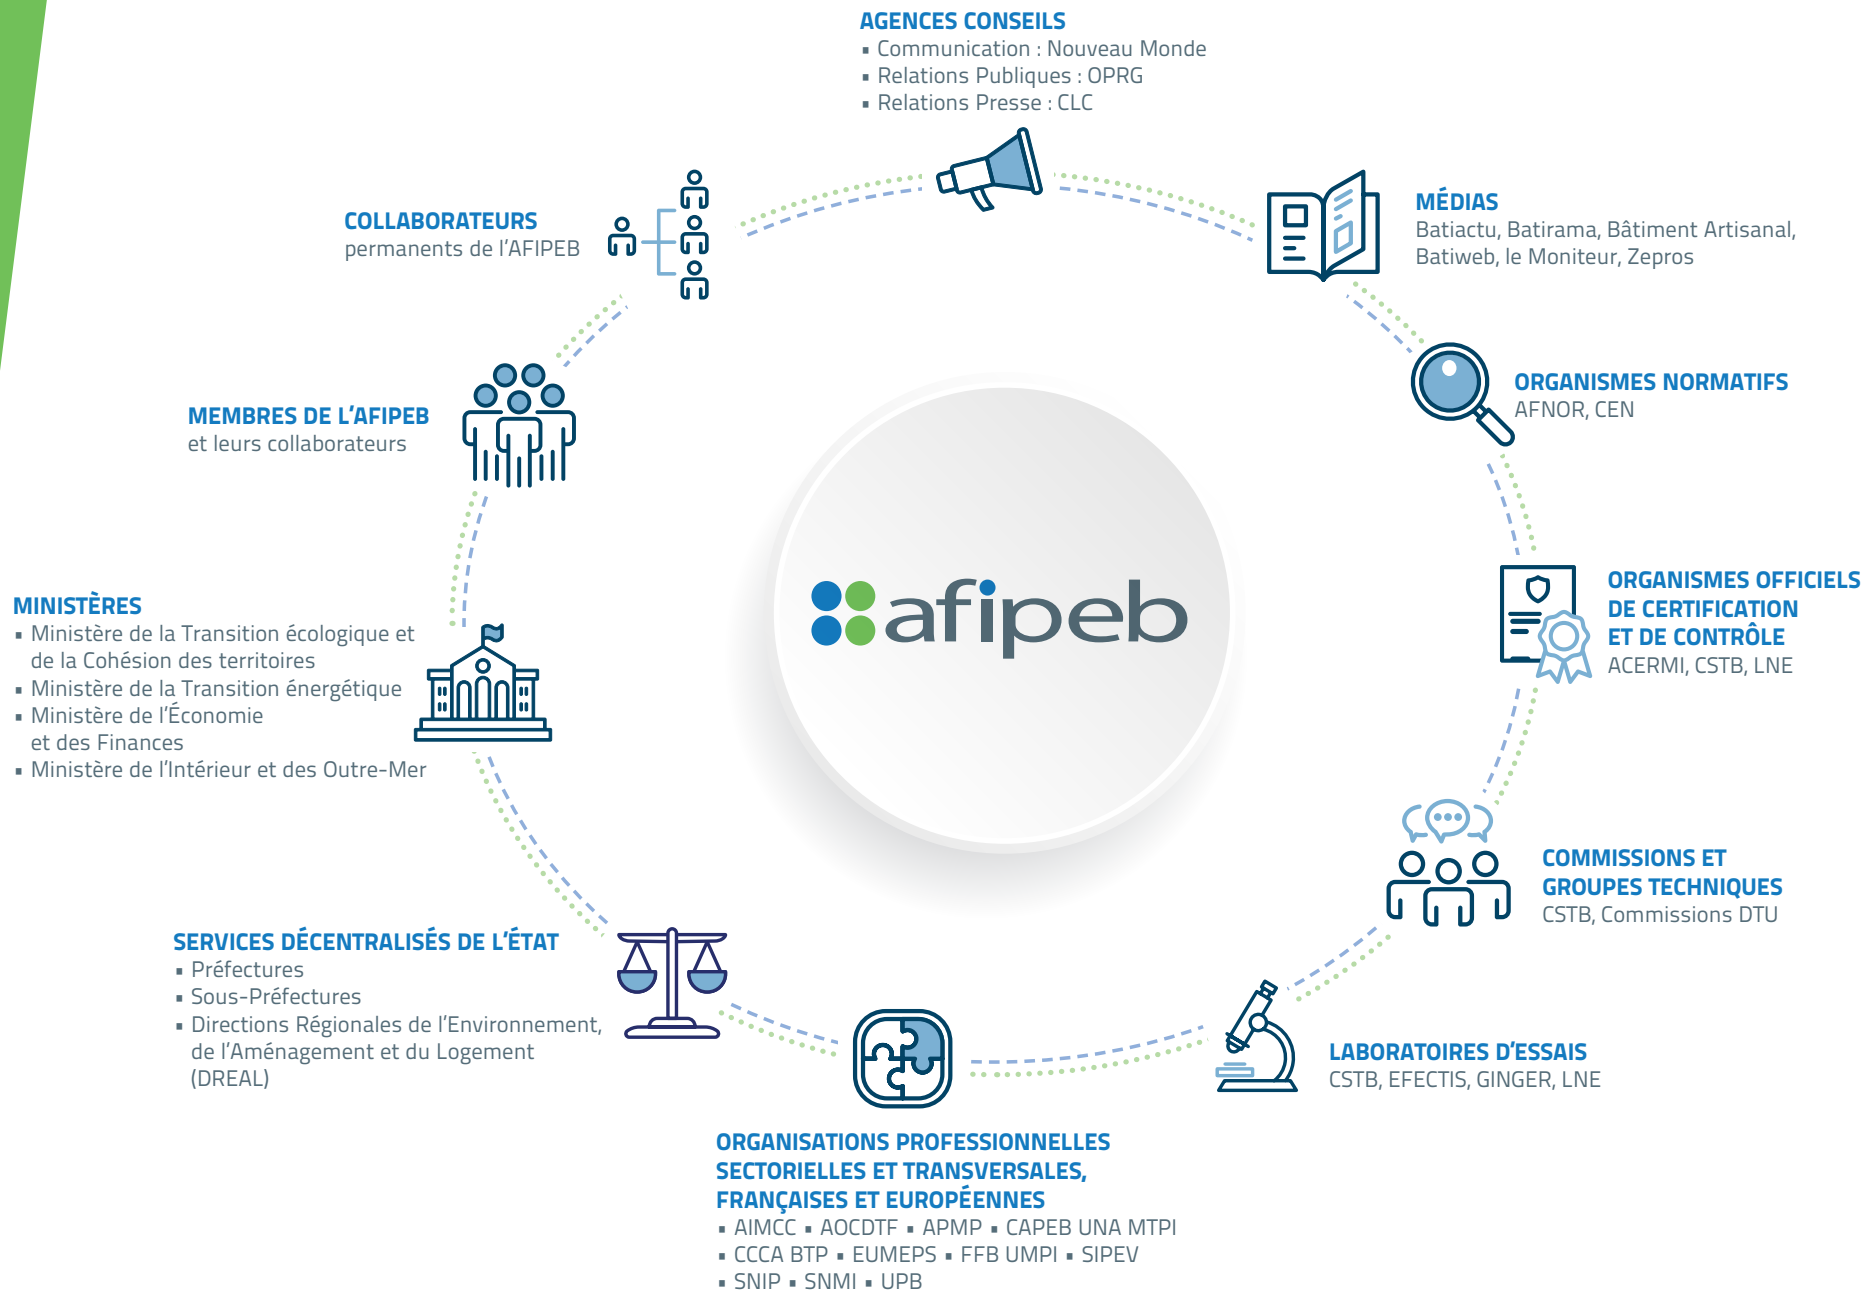 AGENCES CONSEILS
▪ Communication : Nouveau Monde
▪ Relations Publiques : OPRG
▪ Relations Presse : CLC
MÉDIAS
Batiactu, Batirama, Bâtiment Artisanal,
Batiweb, le Moniteur, Zepros
ORGANISMES NORMATIFS
AFNOR, CEN
ORGANISMES OFFICIELS
DE CERTIFICATION
ET DE CONTRÔLE
ACERMI, CSTB, LNE
COMMISSIONS ET
GROUPES TECHNIQUES
CSTB, Commissions DTU
LABORATOIRES D'ESSAIS
CSTB, EFECTIS, GINGER, LNE
ORGANISATIONS PROFESSIONNELLES
SECTORIELLES ET TRANSVERSALES,
FRANÇAISES ET EUROPÉENNES
▪ AIMCC ▪ AOCDTF ▪ APMP ▪ CAPEB UNA MTPI
▪ CCCA BTP ▪ EUMEPS ▪ FFB UMPI ▪ SIPEV
▪ SNIP ▪ SNMI ▪ UPB
SERVICES DÉCENTRALISÉS DE L'ÉTAT
▪ Préfectures
▪ Sous-Préfectures
▪ Directions Régionales de l'Environnement,
de l'Aménagement et du Logement
(DREAL)
MINISTÈRES
▪ Ministère de la Transition écologique et
de la Cohésion des territoires
▪ Ministère de la Transition énergétique
▪ Ministère de l'Économie
et des Finances
▪ Ministère de l'Intérieur et des Outre-Mer
MEMBRES DE L'AFIPEB
et leurs collaborateurs
COLLABORATEURS
permanents de l'AFIPEB
afipeb